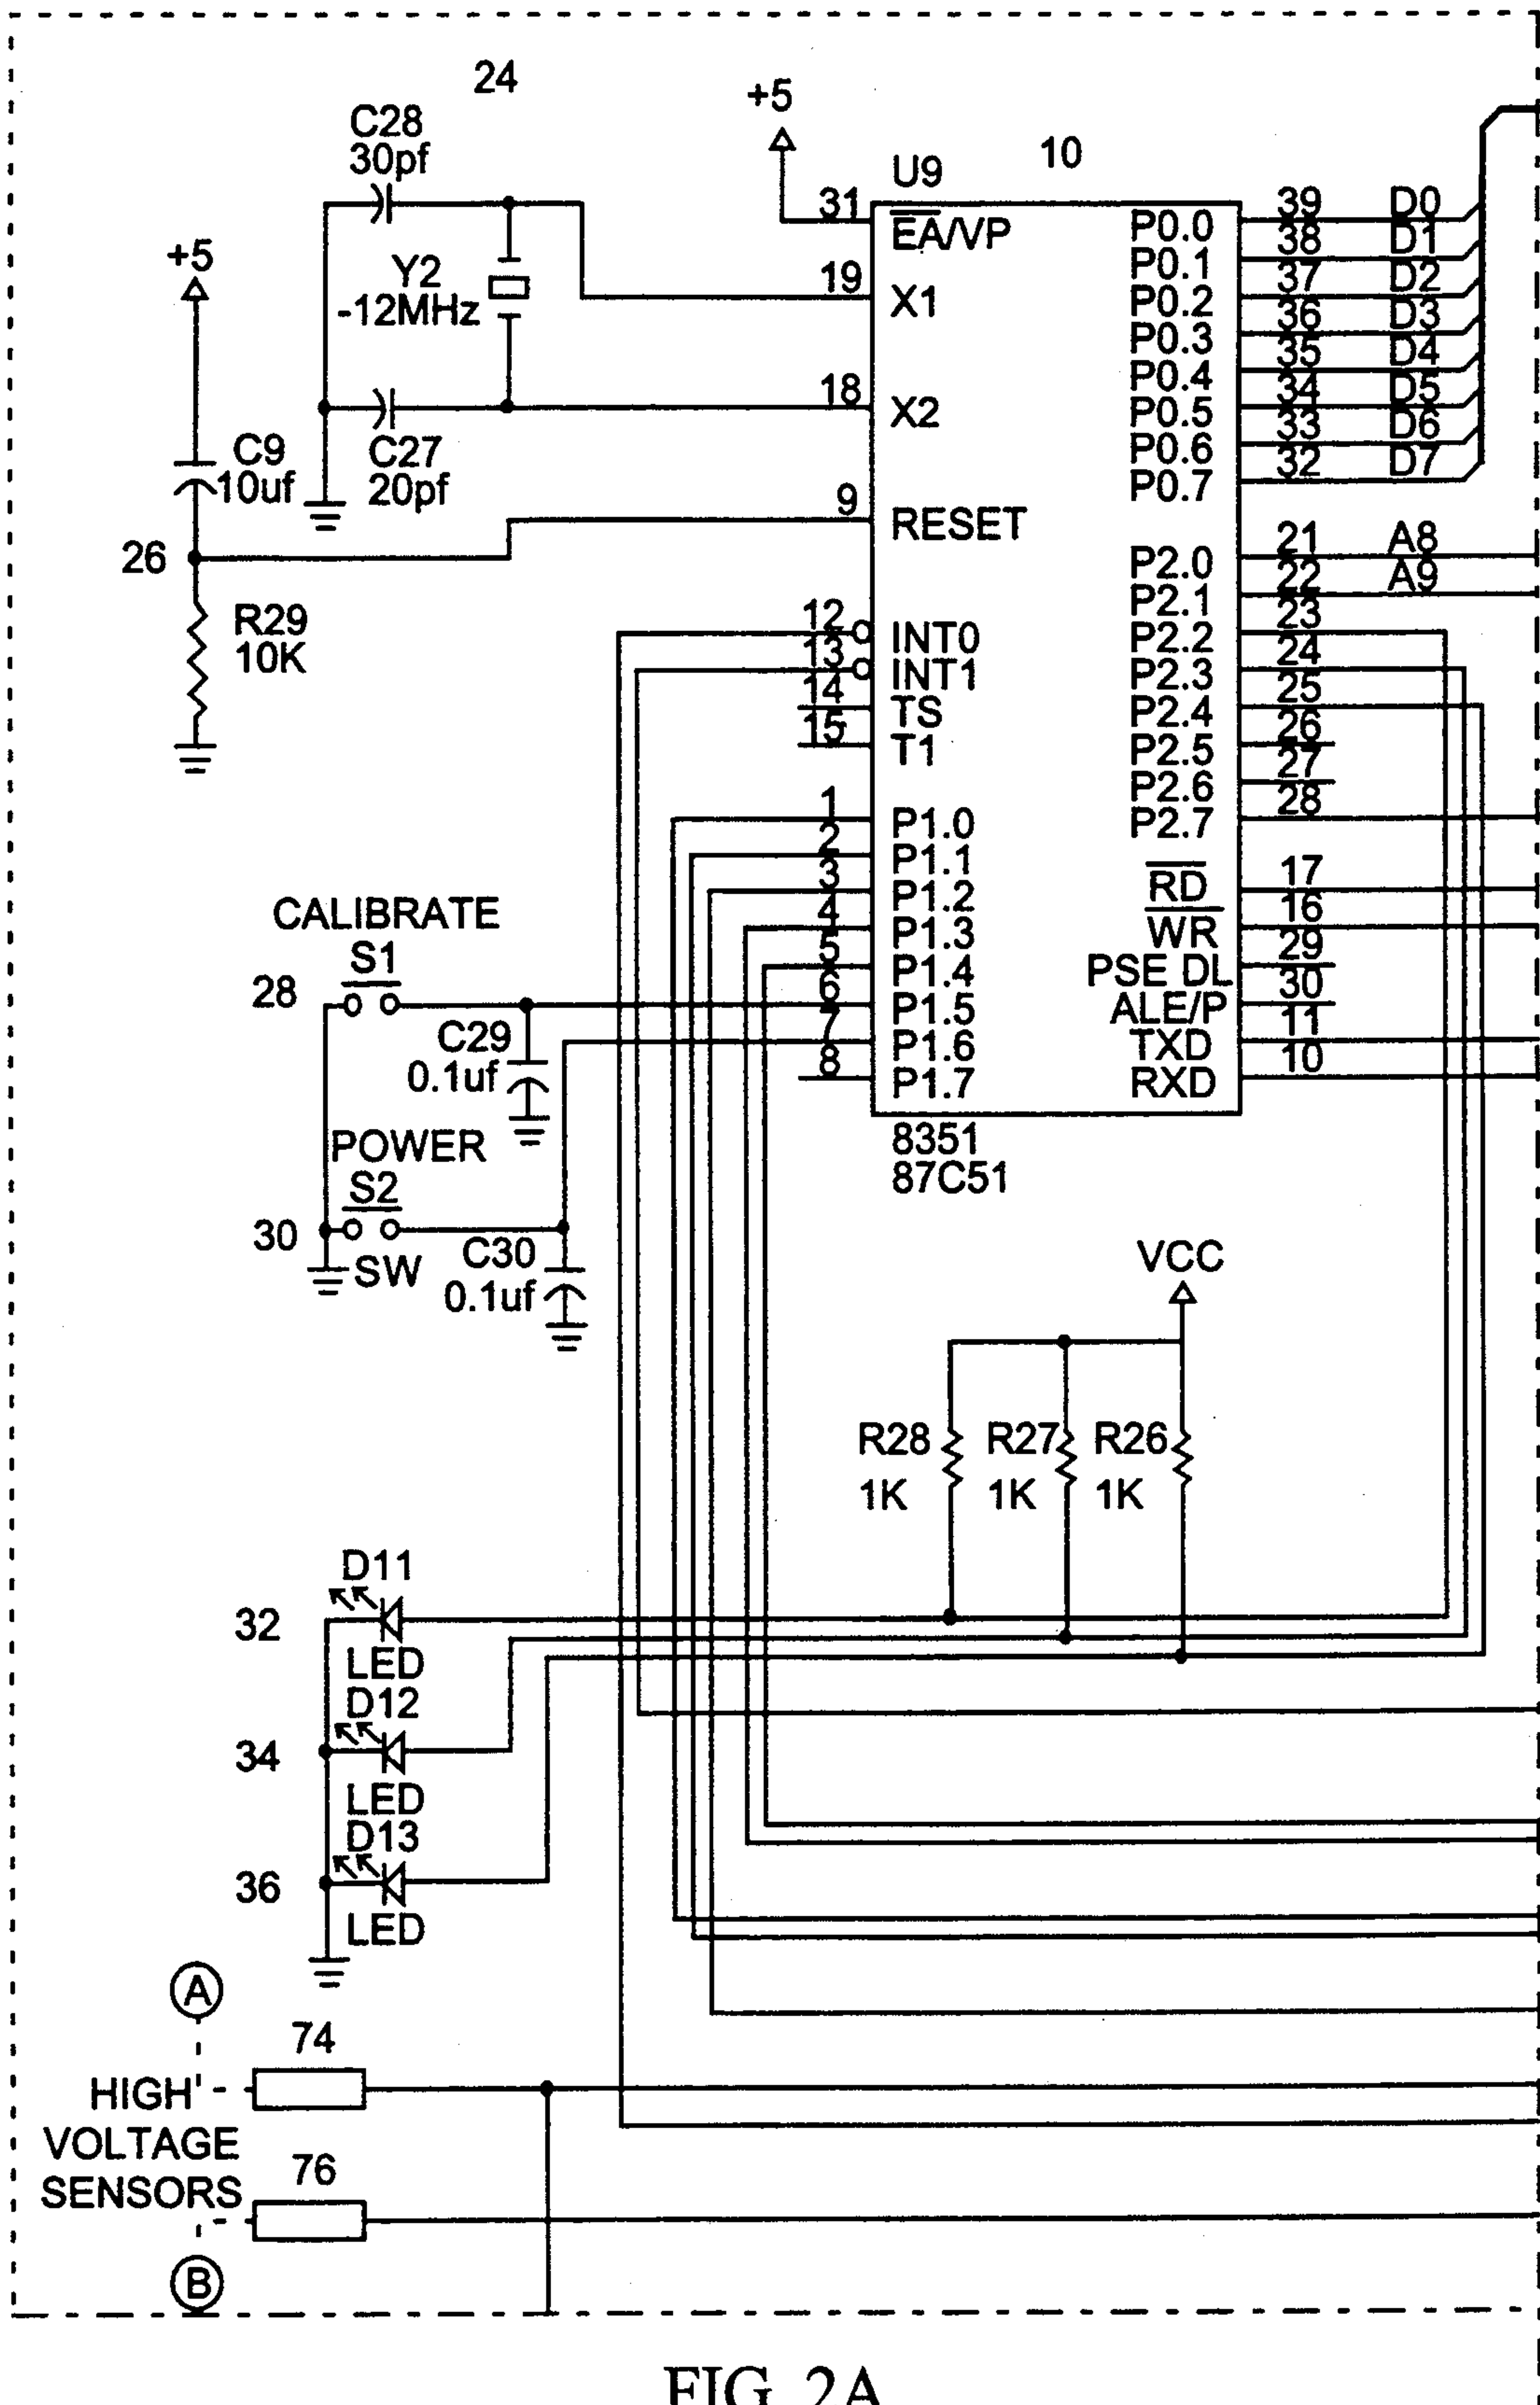 24
C28
30pf
+5
Y2
-12MHz
C27
20pf
+5
C9
10uf
26
R29
10K
U9
10
31
EA/VP
19
X1
18
X2
9
RESET
12
INT0
13
INT1
14
TS
15
T1
1
P1.0
2
P1.1
3
P1.2
4
P1.3
5
P1.4
6
P1.5
7
P1.6
8
P1.7
P0.0 39 D0
P0.1 38 D1
P0.2 37 D2
P0.3 36 D3
P0.4 35 D4
P0.5 34 D5
P0.6 33 D6
P0.7 32 D7
P2.0 21 A8
P2.1 22 A9
P2.2 23
P2.3 24
P2.4 25
P2.5 26
P2.6 27
P2.7 28
RD 17
WR 16
PSE DL 29
ALE/P 30
TXD 11
RXD 10
8351
87C51
CALIBRATE
S1
28
C29
0.1uf
POWER
S2
30
SW
C30
0.1uf
VCC
R28
1K
R27
1K
R26
1K
D11
32
LED
D12
34
LED
D13
36
LED
A
74
HIGH
VOLTAGE
SENSORS
76
B
FIG. 2A